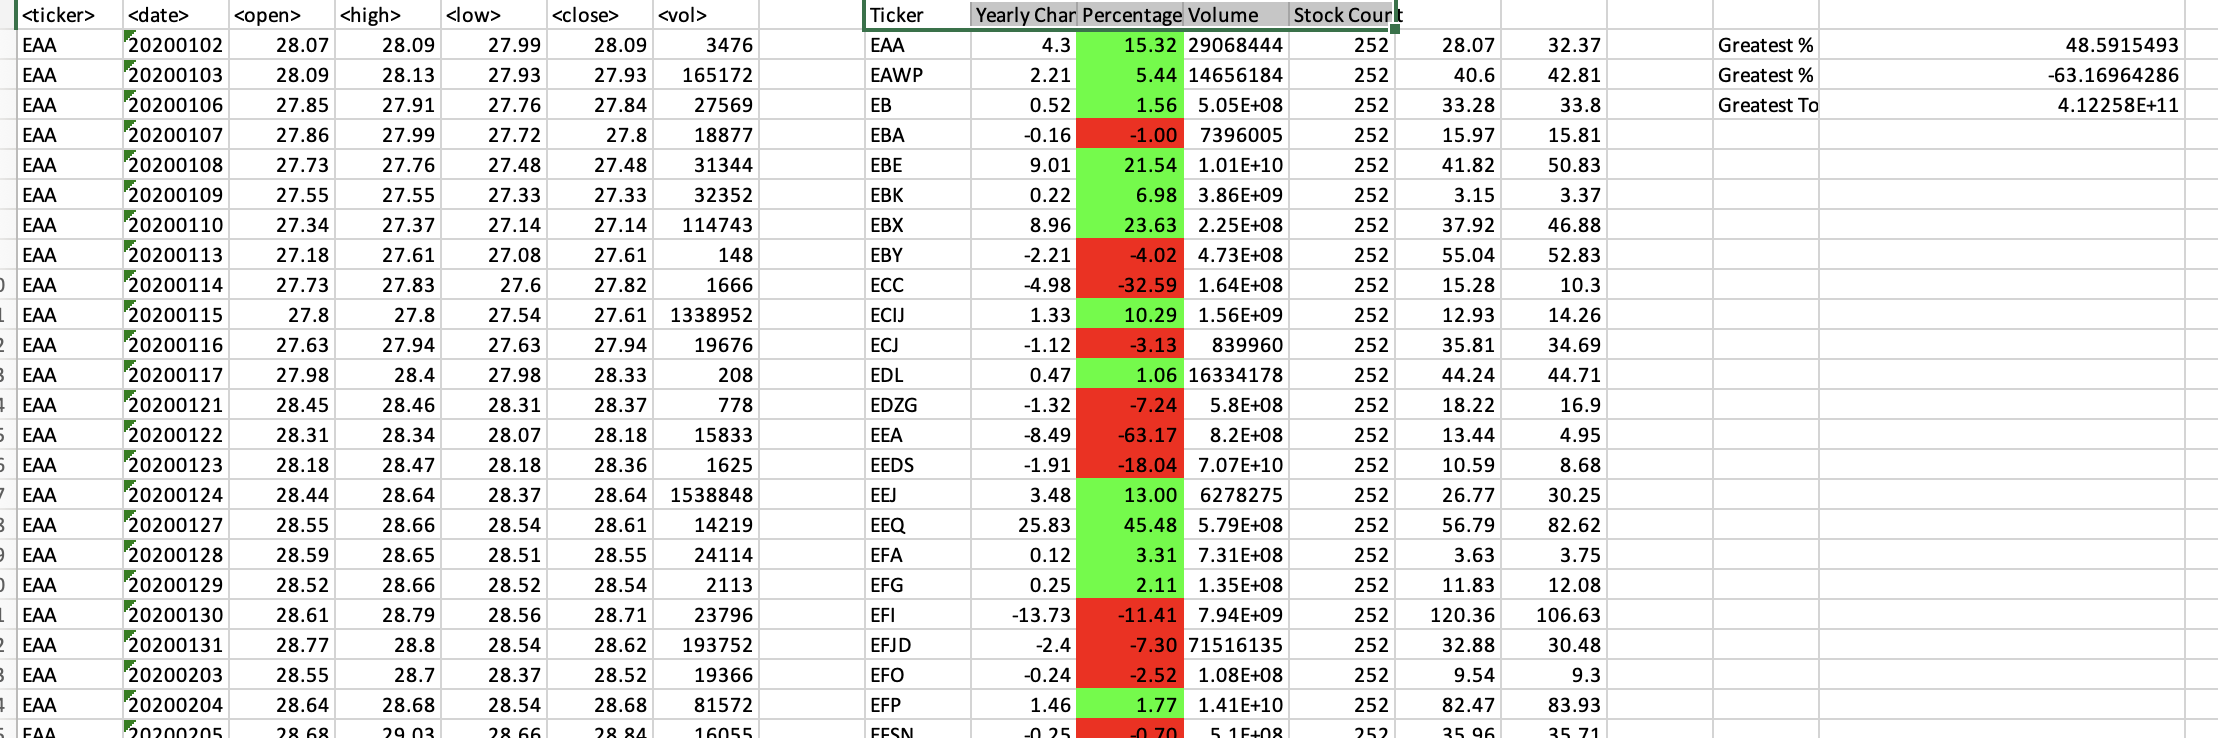 <ticker> <date> <open> <high> <low> <close> <vol> Ticker Yearly Chan Percentage Volume Stock Count
EAA 20200102 28.07 28.09 27.99 28.09 3476 EAA 4.3 15.32 29068444 252 28.07 32.37 Greatest % 48.5915493
EAA 20200103 28.09 28.13 27.93 27.93 165172 EAWP 2.21 5.44 14656184 252 40.6 42.81 Greatest % -63.16964286
EAA 20200106 27.85 27.91 27.76 27.84 27569 EB 0.52 1.56 5.05E+08 252 33.28 33.8 Greatest To 4.12258E+11
EAA 20200107 27.86 27.99 27.72 27.8 18877 EBA -0.16 -1.00 7396005 252 15.97 15.81
EAA 20200108 27.73 27.76 27.48 27.48 31344 EBE 9.01 21.54 1.01E+10 252 41.82 50.83
EAA 20200109 27.55 27.55 27.33 27.33 32352 EBK 0.22 6.98 3.86E+09 252 3.15 3.37
EAA 20200110 27.34 27.37 27.14 27.14 114743 EBX 8.96 23.63 2.25E+08 252 37.92 46.88
EAA 20200113 27.18 27.61 27.08 27.61 148 EBY -2.21 -4.02 4.73E+08 252 55.04 52.83
EAA 20200114 27.73 27.83 27.6 27.82 1666 ECC -4.98 -32.59 1.64E+08 252 15.28 10.3
EAA 20200115 27.8 27.8 27.54 27.61 1338952 ECIJ 1.33 10.29 1.56E+09 252 12.93 14.26
EAA 20200116 27.63 27.94 27.63 27.94 19676 ECJ -1.12 -3.13 839960 252 35.81 34.69
EAA 20200117 27.98 28.4 27.98 28.33 208 EDL 0.47 1.06 16334178 252 44.24 44.71
EAA 20200121 28.45 28.46 28.31 28.37 778 EDZG -1.32 -7.24 5.8E+08 252 18.22 16.9
EAA 20200122 28.31 28.34 28.07 28.18 15833 EEA -8.49 -63.17 8.2E+08 252 13.44 4.95
EAA 20200123 28.18 28.47 28.18 28.36 1625 EEDS -1.91 -18.04 7.07E+10 252 10.59 8.68
EAA 20200124 28.44 28.64 28.37 28.64 1538848 EEJ 3.48 13.00 6278275 252 26.77 30.25
EAA 20200127 28.55 28.66 28.54 28.61 14219 EEQ 25.83 45.48 5.79E+08 252 56.79 82.62
EAA 20200128 28.59 28.65 28.51 28.55 24114 EFA 0.12 3.31 7.31E+08 252 3.63 3.75
EAA 20200129 28.52 28.66 28.52 28.54 2113 EFG 0.25 2.11 1.35E+08 252 11.83 12.08
EAA 20200130 28.61 28.79 28.56 28.71 23796 EFI -13.73 -11.41 7.94E+09 252 120.36 106.63
EAA 20200131 28.77 28.8 28.54 28.62 193752 EFJD -2.4 -7.30 71516135 252 32.88 30.48
EAA 20200203 28.55 28.7 28.37 28.52 19366 EFO -0.24 -2.52 1.08E+08 252 9.54 9.3
EAA 20200204 28.64 28.68 28.54 28.68 81572 EFP 1.46 1.77 1.41E+10 252 82.47 83.93
EAA 20200205 28.68 29.03 28.66 28.84 16055 EFSN -0.25 -0.70 5.1E+08 252 35.96 35.71